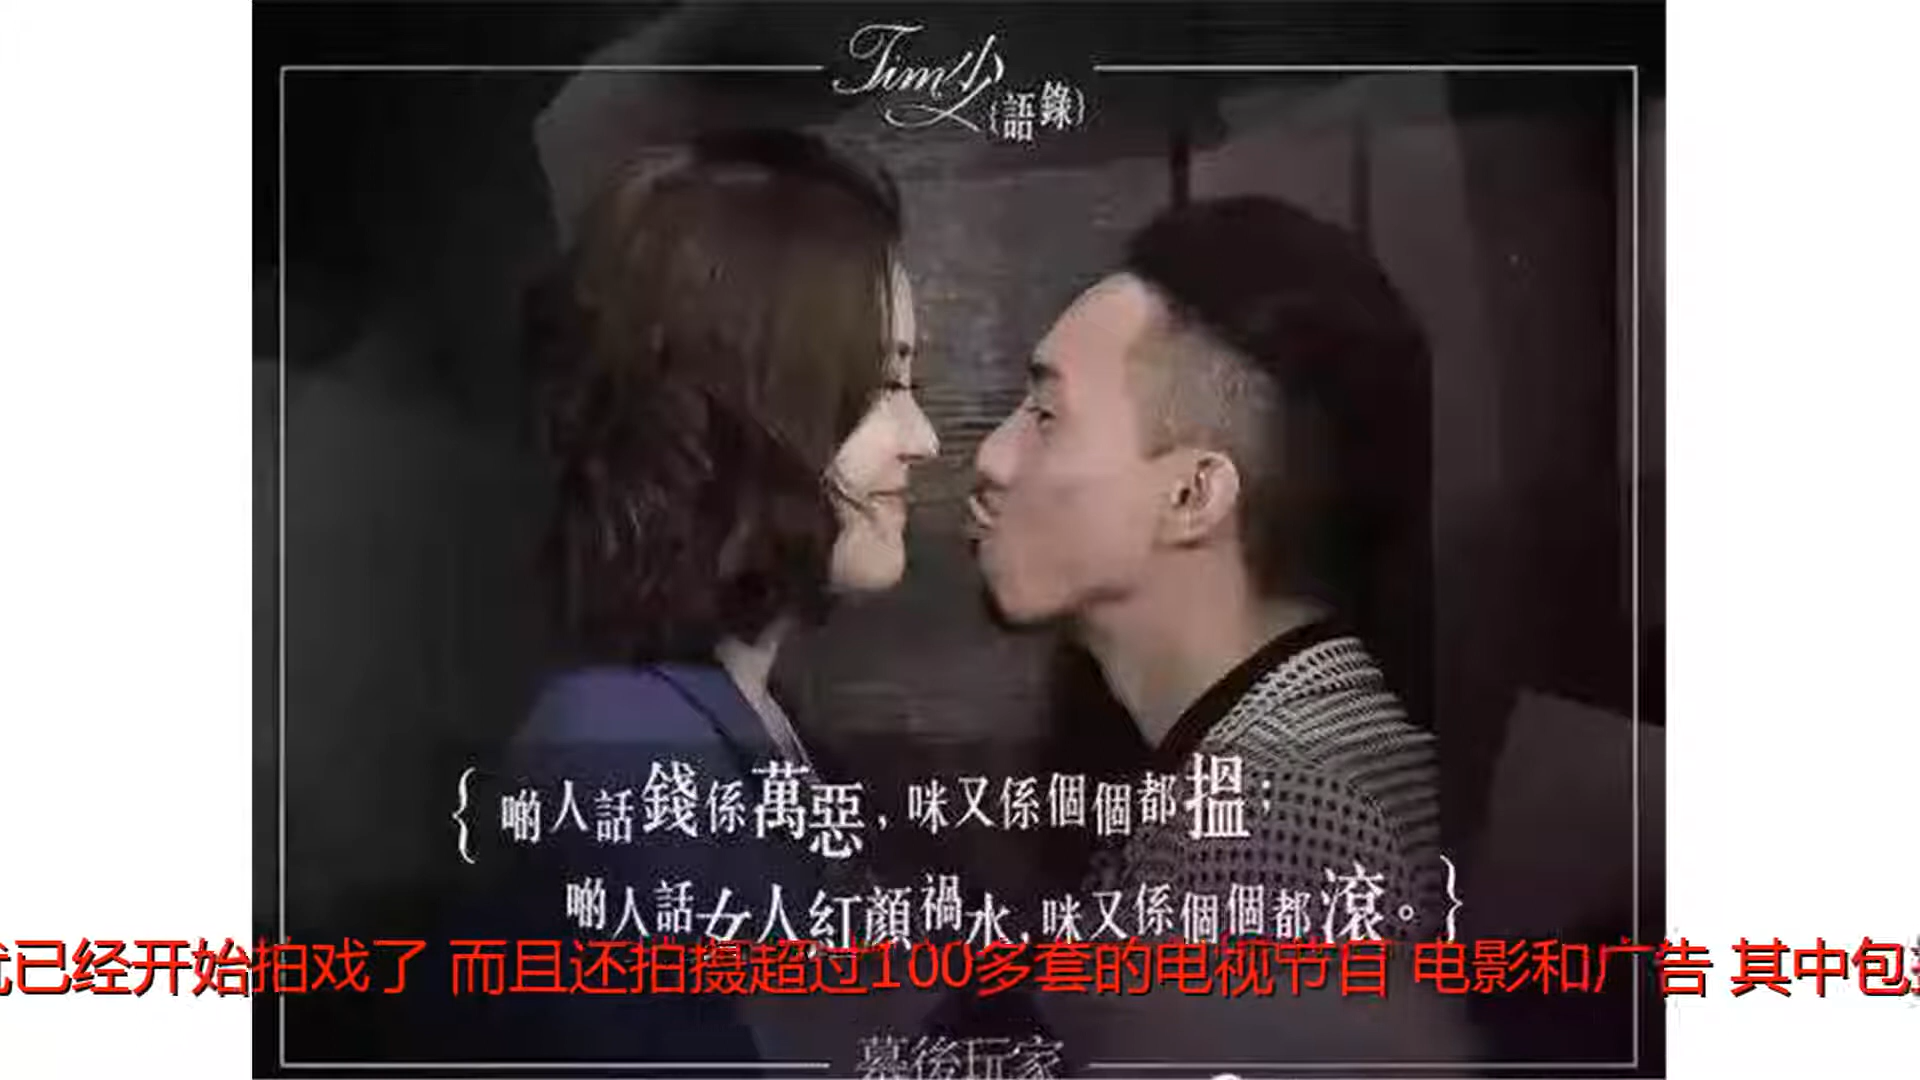 Tim少
{語錄}
{啲人話錢係萬惡，咪又係個個都搵；
啲人話女人紅顏禍水，咪又係個個都滾。}
已经开始拍戏了 而且还拍摄超过100多套的电视节目 电影和广告 其中包
幕後玩家